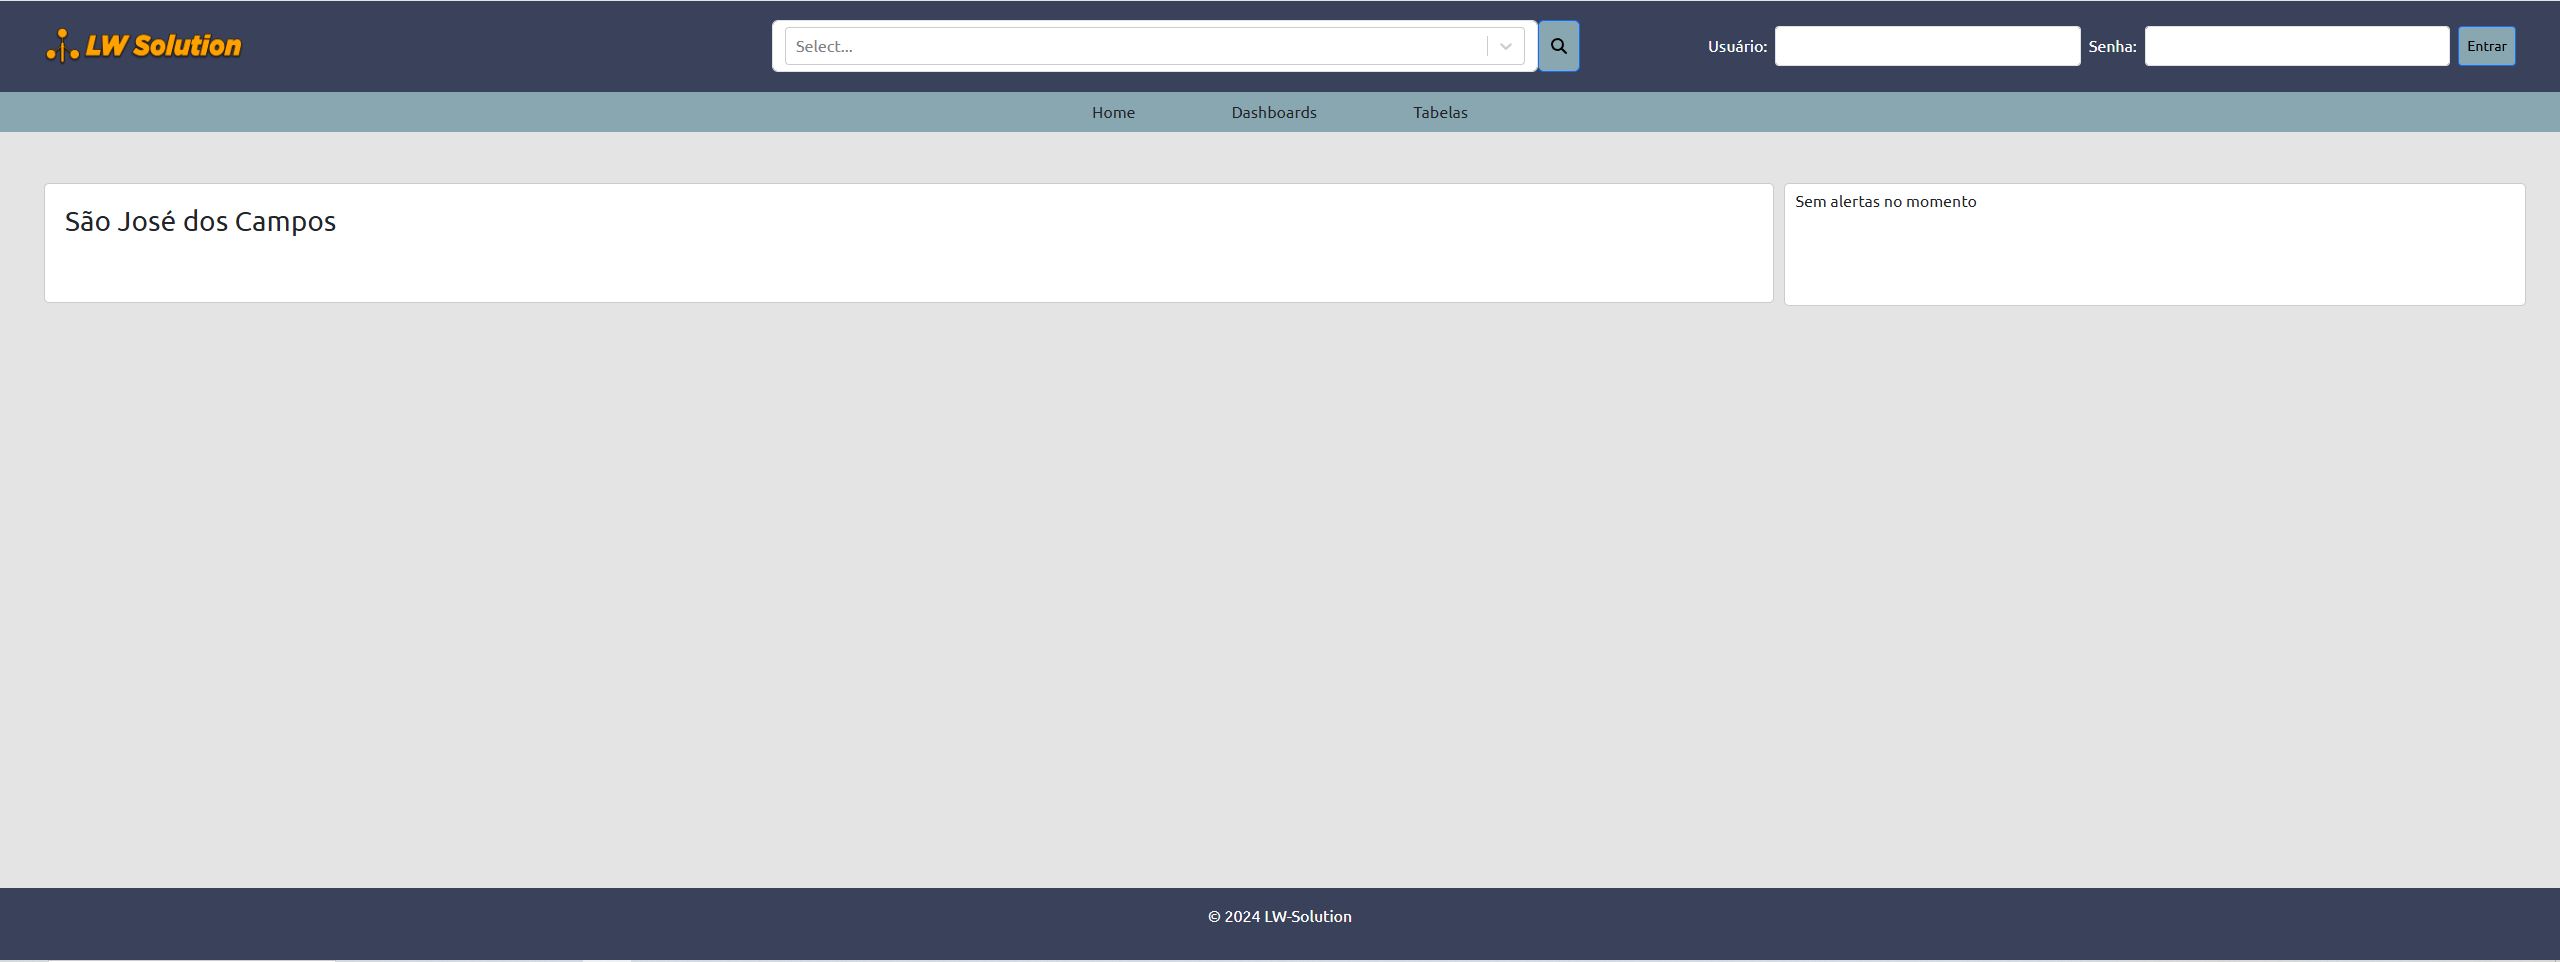 LW Solution
Select...
Usuário:
Senha:
Entrar
Home
Dashboards
Tabelas
São José dos Campos
Sem alertas no momento
© 2024 LW-Solution